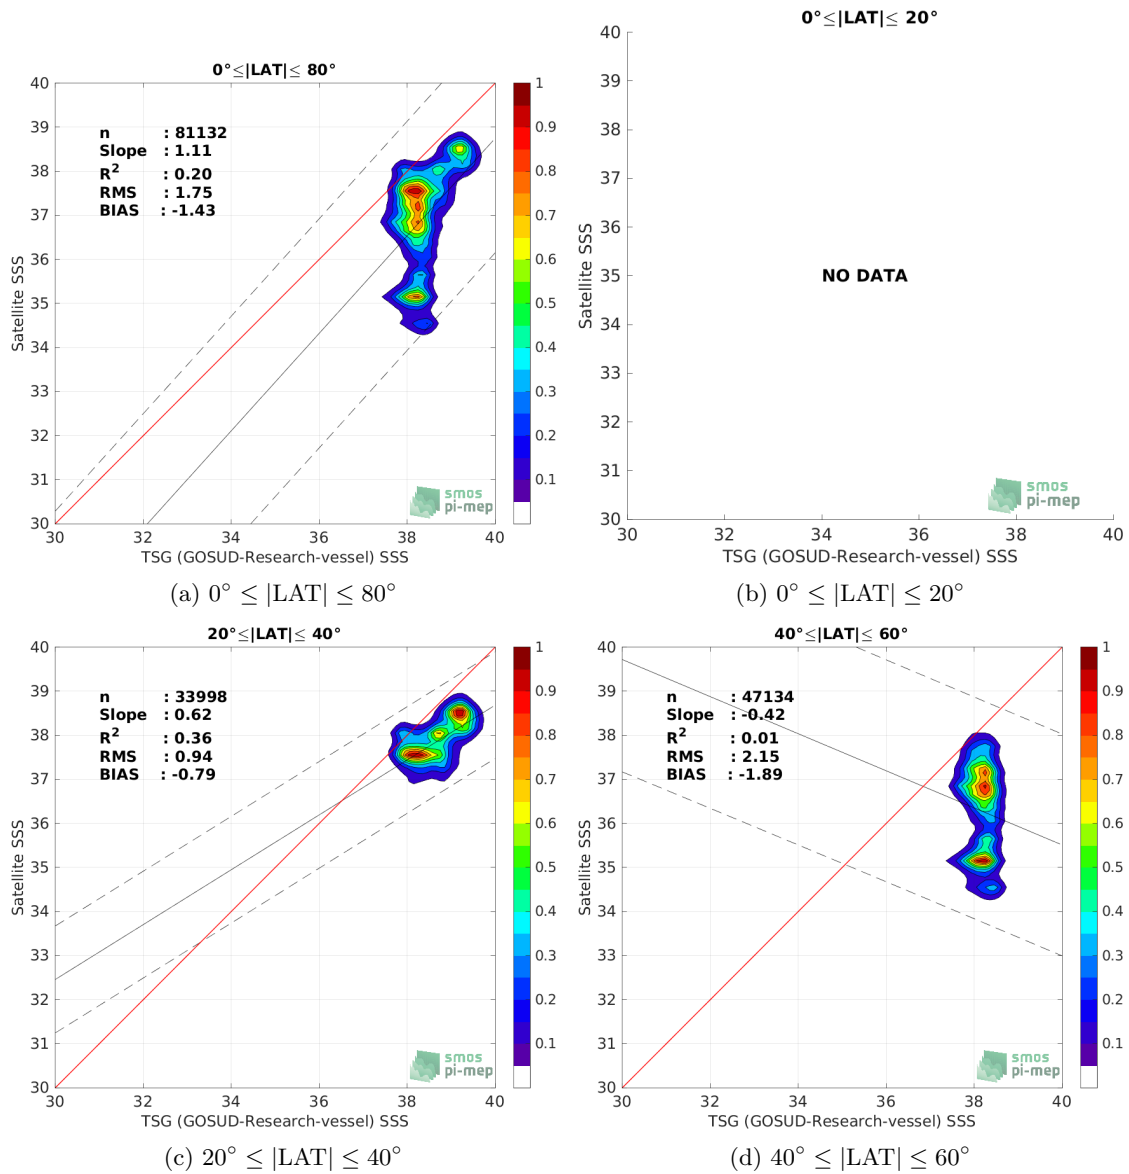 0°≤|LAT|≤ 80°
40
39
38
37
36
35
34
33
32
31
30
Satellite SSS
n : 81132
Slope : 1.11
R² : 0.20
RMS : 1.75
BIAS : -1.43
smos
pi-mep
30 32 34 36 38 40
TSG (GOSUD-Research-vessel) SSS
1
0.9
0.8
0.7
0.6
0.5
0.4
0.3
0.2
0.1
(a) 0° ≤ |LAT| ≤ 80°
0°≤|LAT|≤ 20°
40
39
38
37
36
35
34
33
32
31
30
Satellite SSS
NO DATA
smos
pi-mep
30 32 34 36 38 40
TSG (GOSUD-Research-vessel) SSS
(b) 0° ≤ |LAT| ≤ 20°
20°≤|LAT|≤ 40°
40
39
38
37
36
35
34
33
32
31
30
Satellite SSS
n : 33998
Slope : 0.62
R² : 0.36
RMS : 0.94
BIAS : -0.79
smos
pi-mep
30 32 34 36 38 40
TSG (GOSUD-Research-vessel) SSS
1
0.9
0.8
0.7
0.6
0.5
0.4
0.3
0.2
0.1
(c) 20° ≤ |LAT| ≤ 40°
40°≤|LAT|≤ 60°
40
39
38
37
36
35
34
33
32
31
30
Satellite SSS
n : 47134
Slope : -0.42
R² : 0.01
RMS : 2.15
BIAS : -1.89
smos
pi-mep
30 32 34 36 38 40
TSG (GOSUD-Research-vessel) SSS
1
0.9
0.8
0.7
0.6
0.5
0.4
0.3
0.2
0.1
(d) 40° ≤ |LAT| ≤ 60°